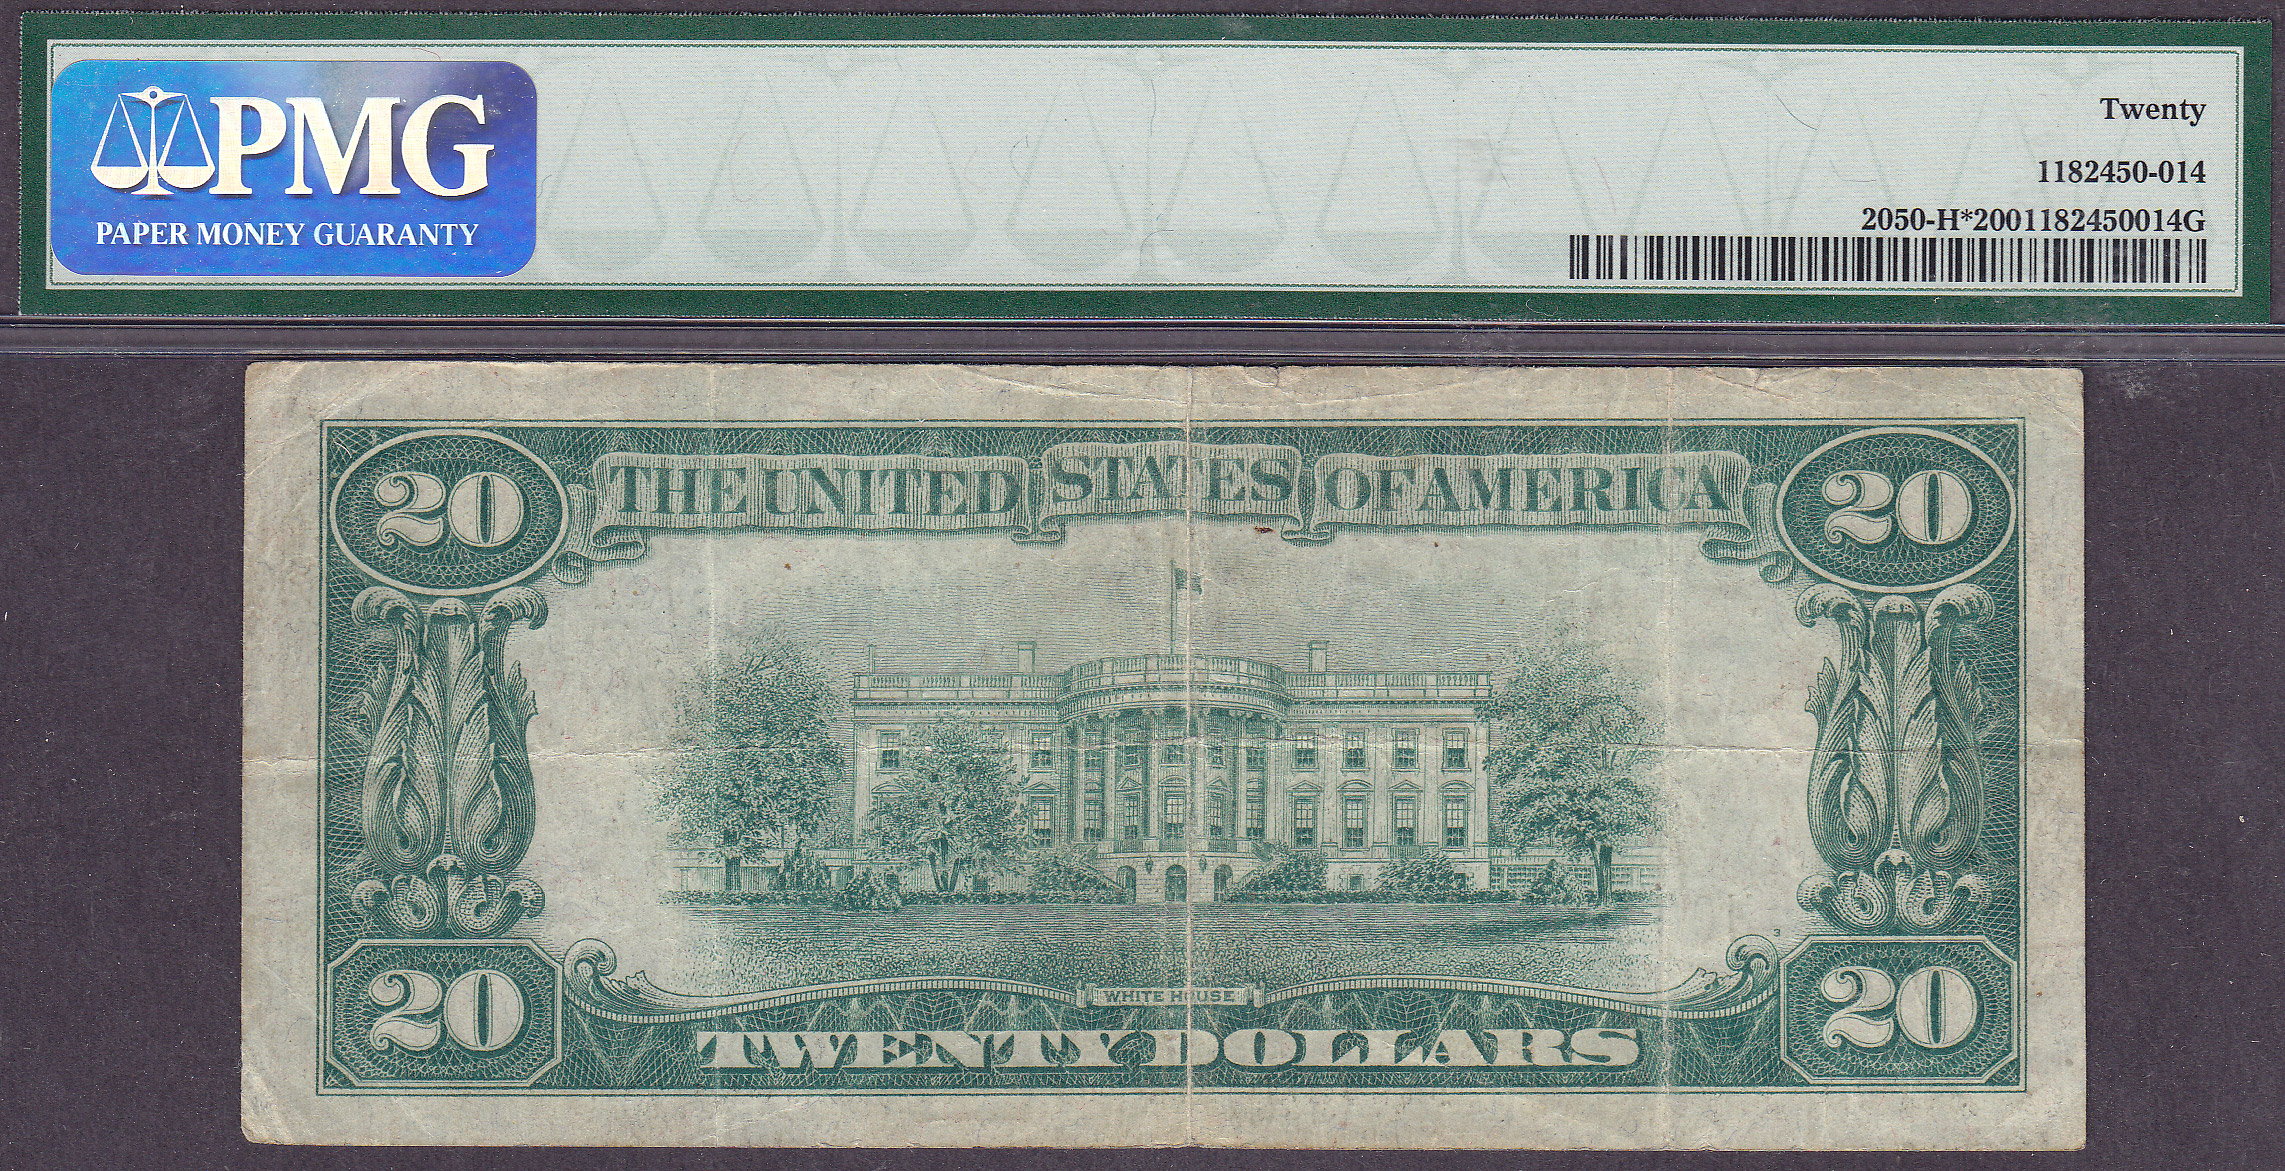 PMG
PAPER MONEY GUARANTY
Twenty
1182450-014
2050-H*2001182450014G
20 THE UNITED STATES OF AMERICA 20
3
WHITE HOUSE
20 TWENTY DOLLARS 20